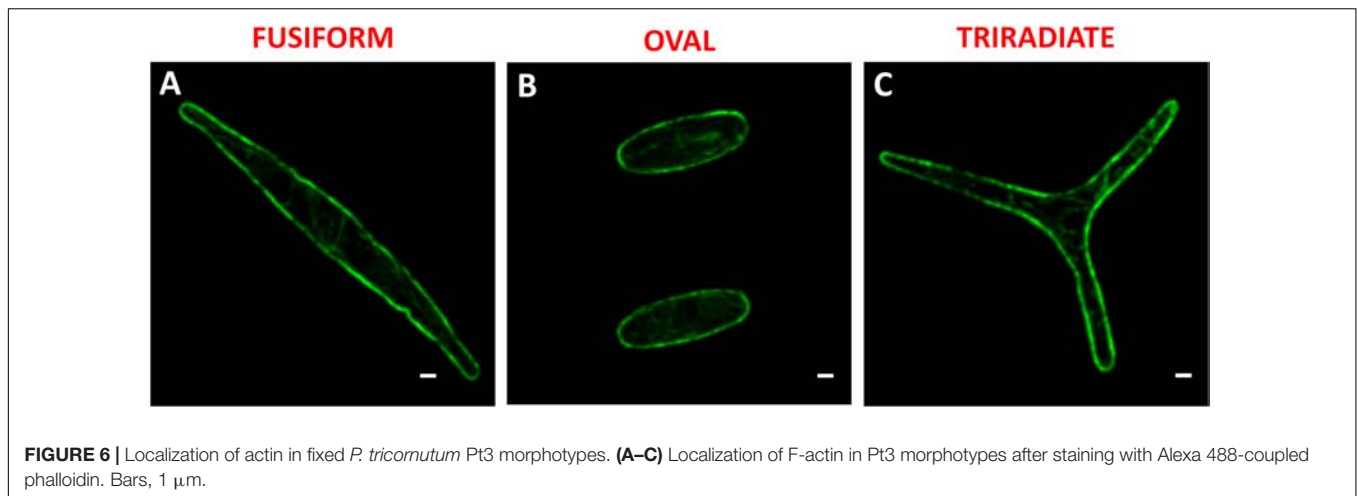 FUSIFORM OVAL TRIRADIATE
A B C
FIGURE 6 | Localization of actin in fixed P. tricornutum Pt3 morphotypes. (A–C) Localization of F-actin in Pt3 morphotypes after staining with Alexa 488-coupled
phalloidin. Bars, 1 μm.